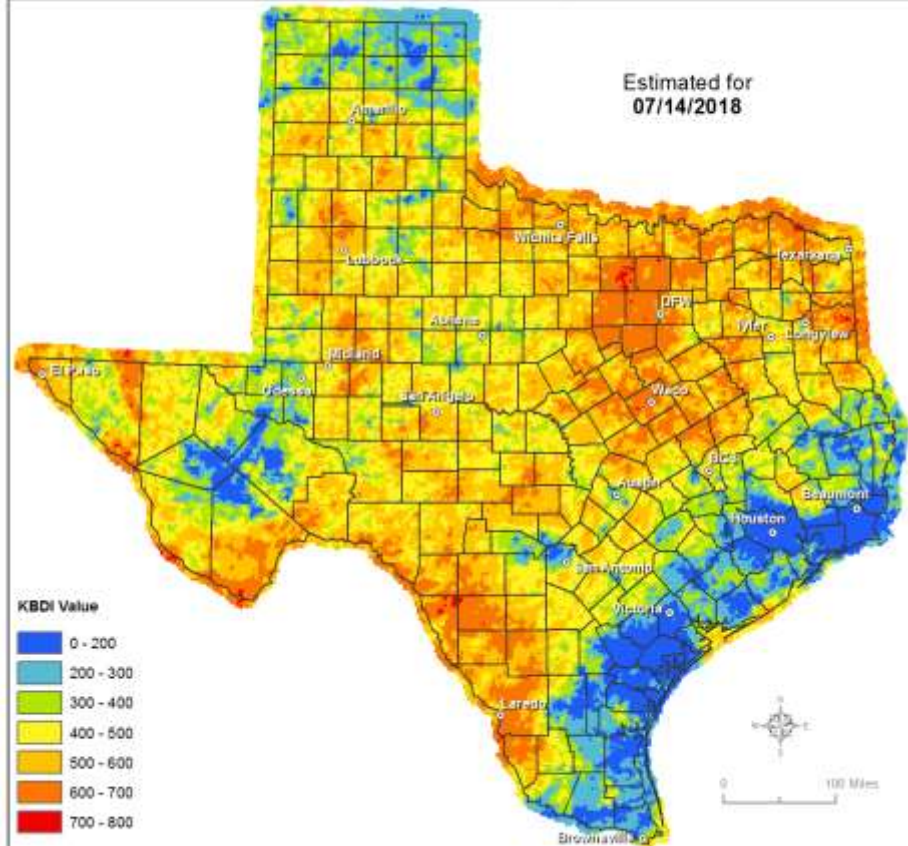 Estimated for
07/14/2018
Amarillo
Wichita Falls
Texarkana
Lubbock
DFW
Abilene
Tyler
Longview
Midland
El Paso
Odessa
San Angelo
Waco
BCS
Austin
Beaumont
Houston
San Antonio
Victoria
Laredo
Brownsville
KBDI Value
0 - 200
200 - 300
300 - 400
400 - 500
500 - 600
600 - 700
700 - 800
N
W
E
S
0
100 Miles